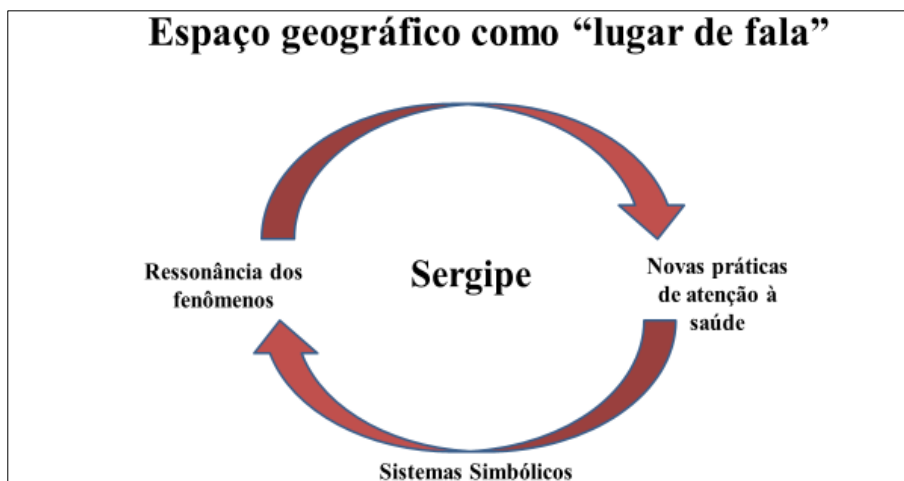 Espaço geográfico como “lugar de fala”
Ressonância dos
fenômenos
Sergipe
Novas práticas
de atenção à
saúde
Sistemas Simbólicos